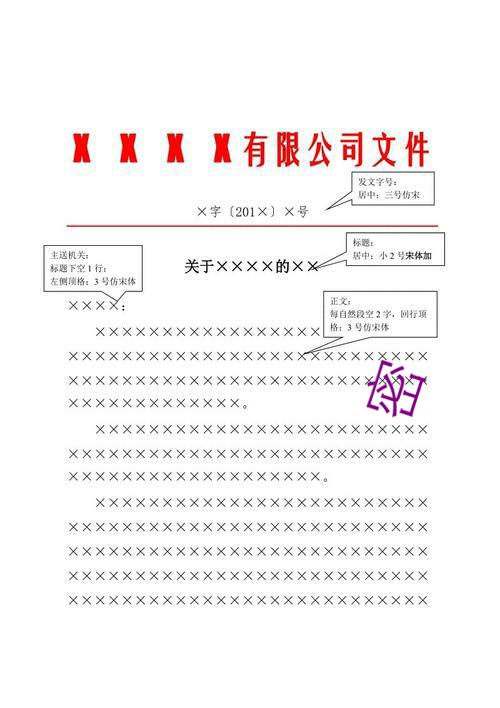 ××××有限公司文件
发文字号：
居中：三号仿宋
×字〔201×〕×号
标题：
居中：小2号宋体加
主送机关：
标题下空1行：
左侧顶格：3号仿宋体
关于××××的××
××××：
正文：
每自然段空2字，回行顶
格：3号仿宋体
×××××××××××××××××
×××××××××××××××××××××××××××
×××××××××××××××××××××××××××
×××××××××××××。
密
×××××××××××××××××××××××××
×××××××××××××××××××××××××××
×××××××××××××××××××。
×××××××××××××××××××××××××
×××××××××××××××××××××××××××
×××××××××××××××××××××××××××
×××××××××××××××××××××××××××
×××××××××××××××××××××××××××